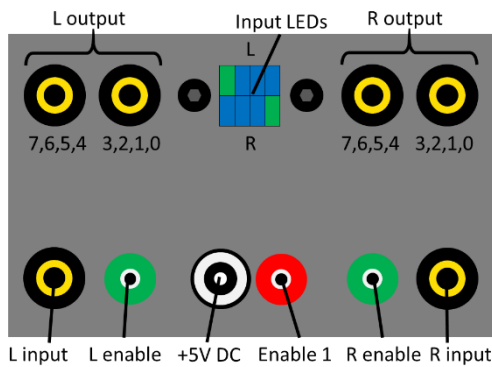 L output
Input LEDs
R output
L
7,6,5,4
3,2,1,0
R
7,6,5,4
3,2,1,0
L input
L enable
+5V DC
Enable 1
R enable
R input